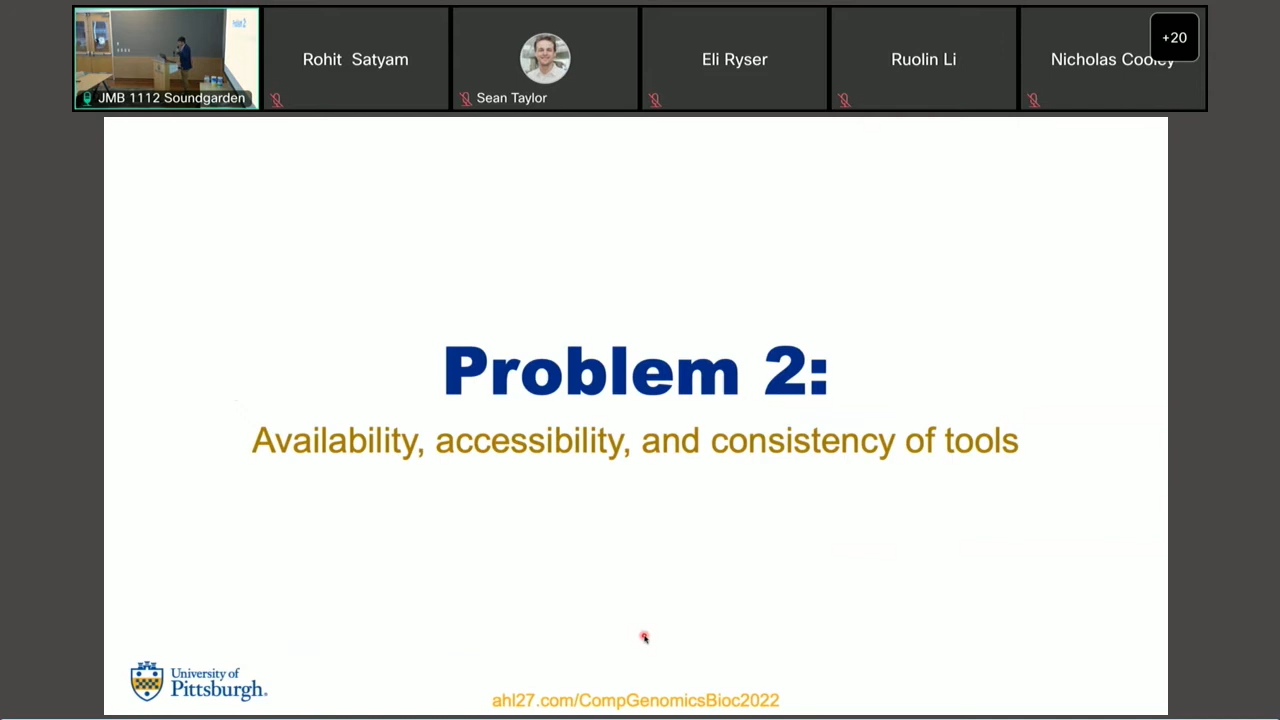 JMB 1112 Soundgarden
Rohit Satyam
Sean Taylor
Eli Ryser
Ruolin Li
Nicholas Cooley
+20
Problem 2:
Availability, accessibility, and consistency of tools
University of
Pittsburgh®
ahl27.com/CompGenomicsBioc2022